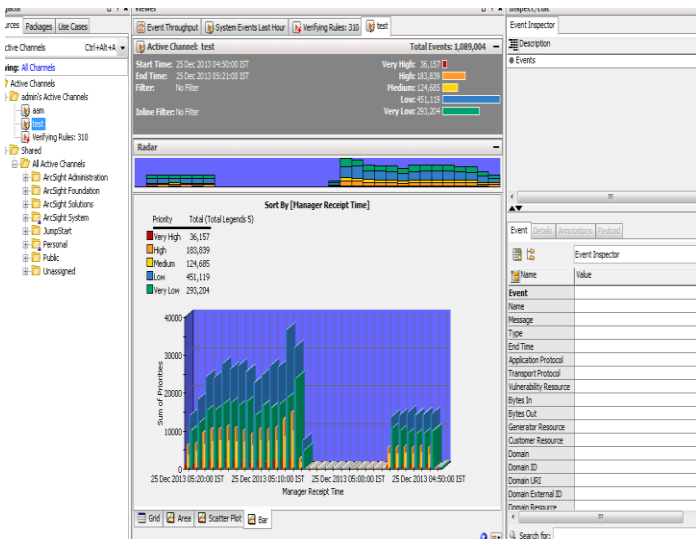 Viewer
Inspect/Edit
Packages
Use Cases
Ctrl+Alt+A
All Channels
Active Channels
admin's Active Channels
aam
test
Verifying Rules: 310
Shared
All Active Channels
ArcSight Administration
ArcSight Foundation
ArcSight Solutions
ArcSight System
JumpStart
Personal
Public
Unassigned
Event Throughput
System Events Last Hour
Verifying Rules: 310
test
Active Channel: test
Total Events: 1,089,004
Start Time: 25 Dec 2013 04:50:00 IST
End Time: 25 Dec 2013 05:21:00 IST
Filter: No Filter
Inline Filter: No Filter
Very High: 36,157
High: 183,839
Medium: 124,685
Low: 451,119
Very Low: 293,204
Radar
Sort By [Manager Receipt Time]
Priority Total (Total Legends 5)
Very High 36,157
High 183,839
Medium 124,685
Low 451,119
Very Low 293,204
40000
30000
20000
10000
0
Sum of Priorities
25 Dec 2013 05:20:00 IST
25 Dec 2013 05:10:00 IST
25 Dec 2013 05:00:00 IST
25 Dec 2013 04:50:00 IST
Manager Receipt Time
Grid
Area
Scatter Plot
Bar
Event Inspector
Description
Events
Event
Details
Annotations
Payload
Event Inspector
Name Value
Event
Name
Message
Type
End Time
Application Protocol
Transport Protocol
Vulnerability Resource
Bytes In
Bytes Out
Generator Resource
Customer Resource
Domain
Domain ID
Domain URI
Domain External ID
Domain Resource
Search for: